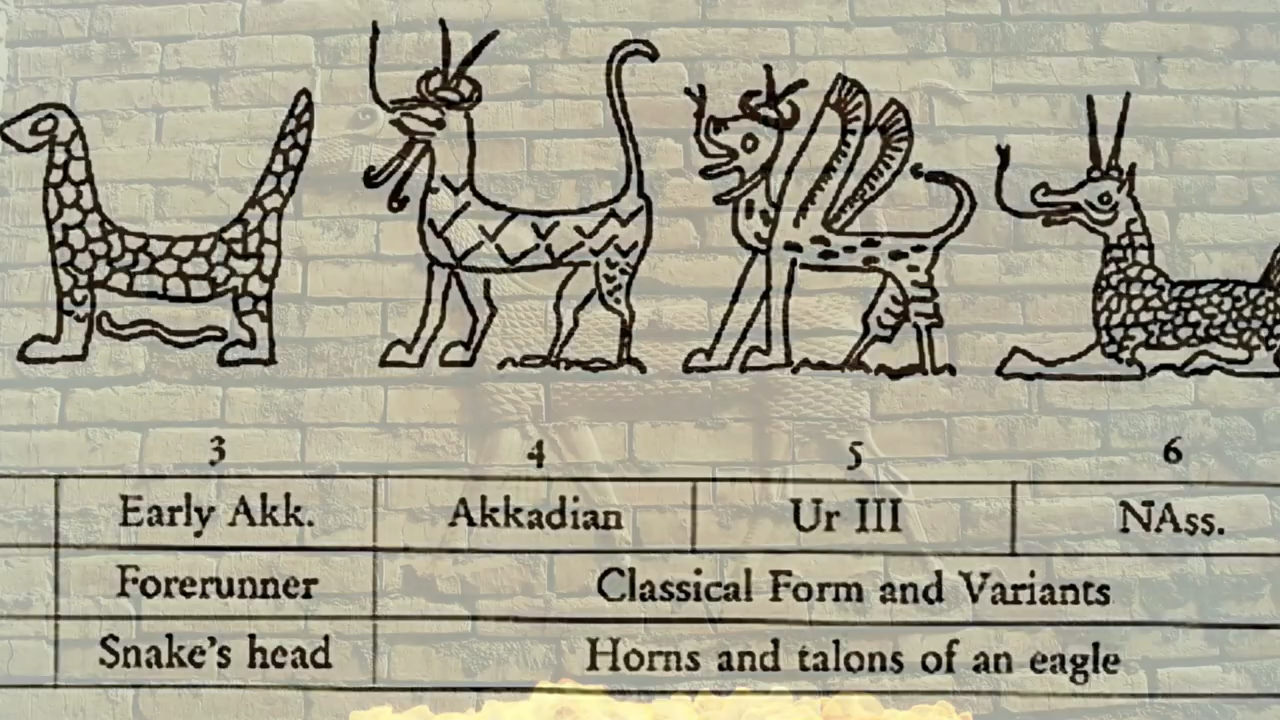 3 4 5 6
Early Akk. Akkadian Ur III NAss.
Forerunner Classical Form and Variants
Snake's head Horns and talons of an eagle